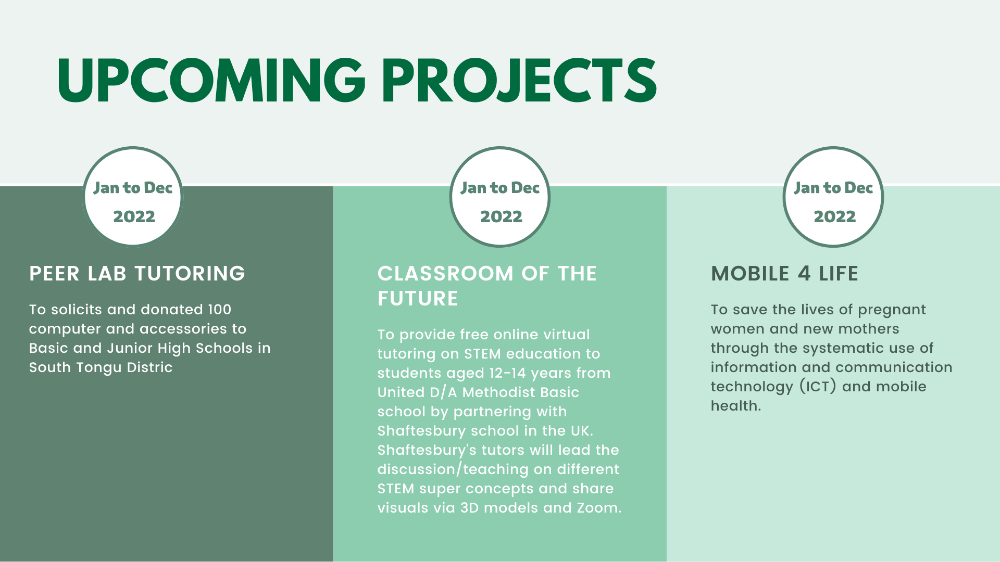 UPCOMING PROJECTS
Jan to Dec
2022
PEER LAB TUTORING
To solicits and donated 100
computer and accessories to
Basic and Junior High Schools in
South Tongu Distric
Jan to Dec
2022
CLASSROOM OF THE
FUTURE
To provide free online virtual
tutoring on STEM education to
students aged 12-14 years from
United D/A Methodist Basic
school by partnering with
Shaftesbury school in the UK.
Shaftesbury's tutors will lead the
discussion/teaching on different
STEM super concepts and share
visuals via 3D models and Zoom.
Jan to Dec
2022
MOBILE 4 LIFE
To save the lives of pregnant
women and new mothers
through the systematic use of
information and communication
technology (ICT) and mobile
health.